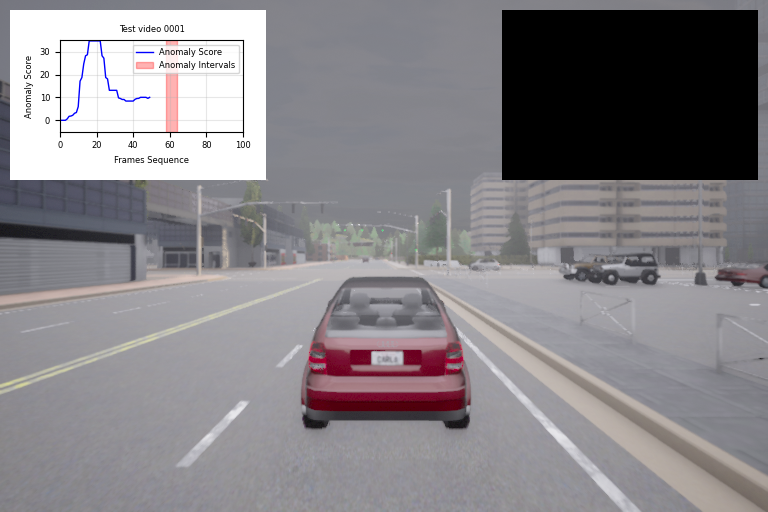 Test video 0001
Anomaly Score
Anomaly Intervals
Anomaly Score
30
20
10
0
0 20 40 60 80 100
Frames Sequence
CARLA